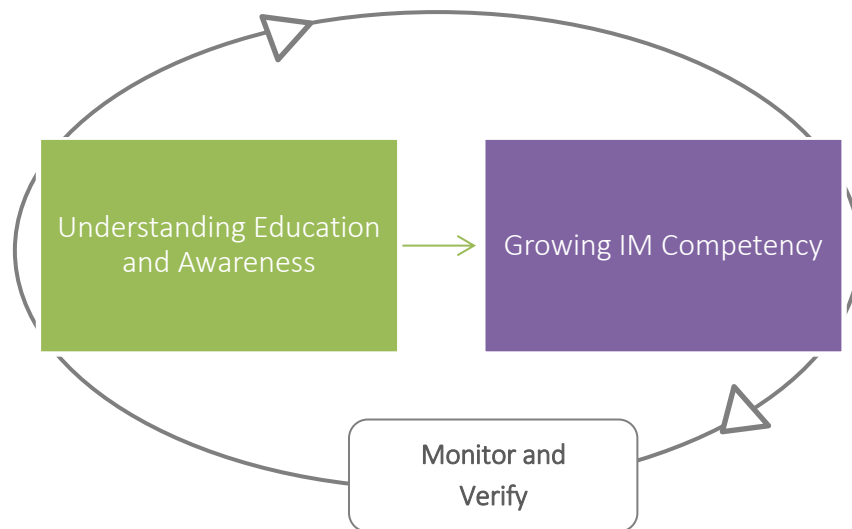 Understanding Education
and Awareness
Growing IM Competency
Monitor and
Verify